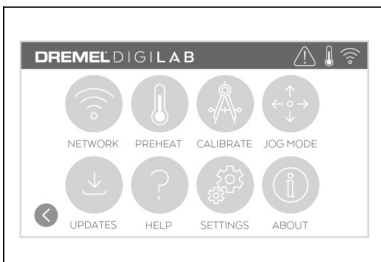 DREMEL DIGILAB
NETWORK PREHEAT CALIBRATE JOG MODE
UPDATES HELP SETTINGS ABOUT